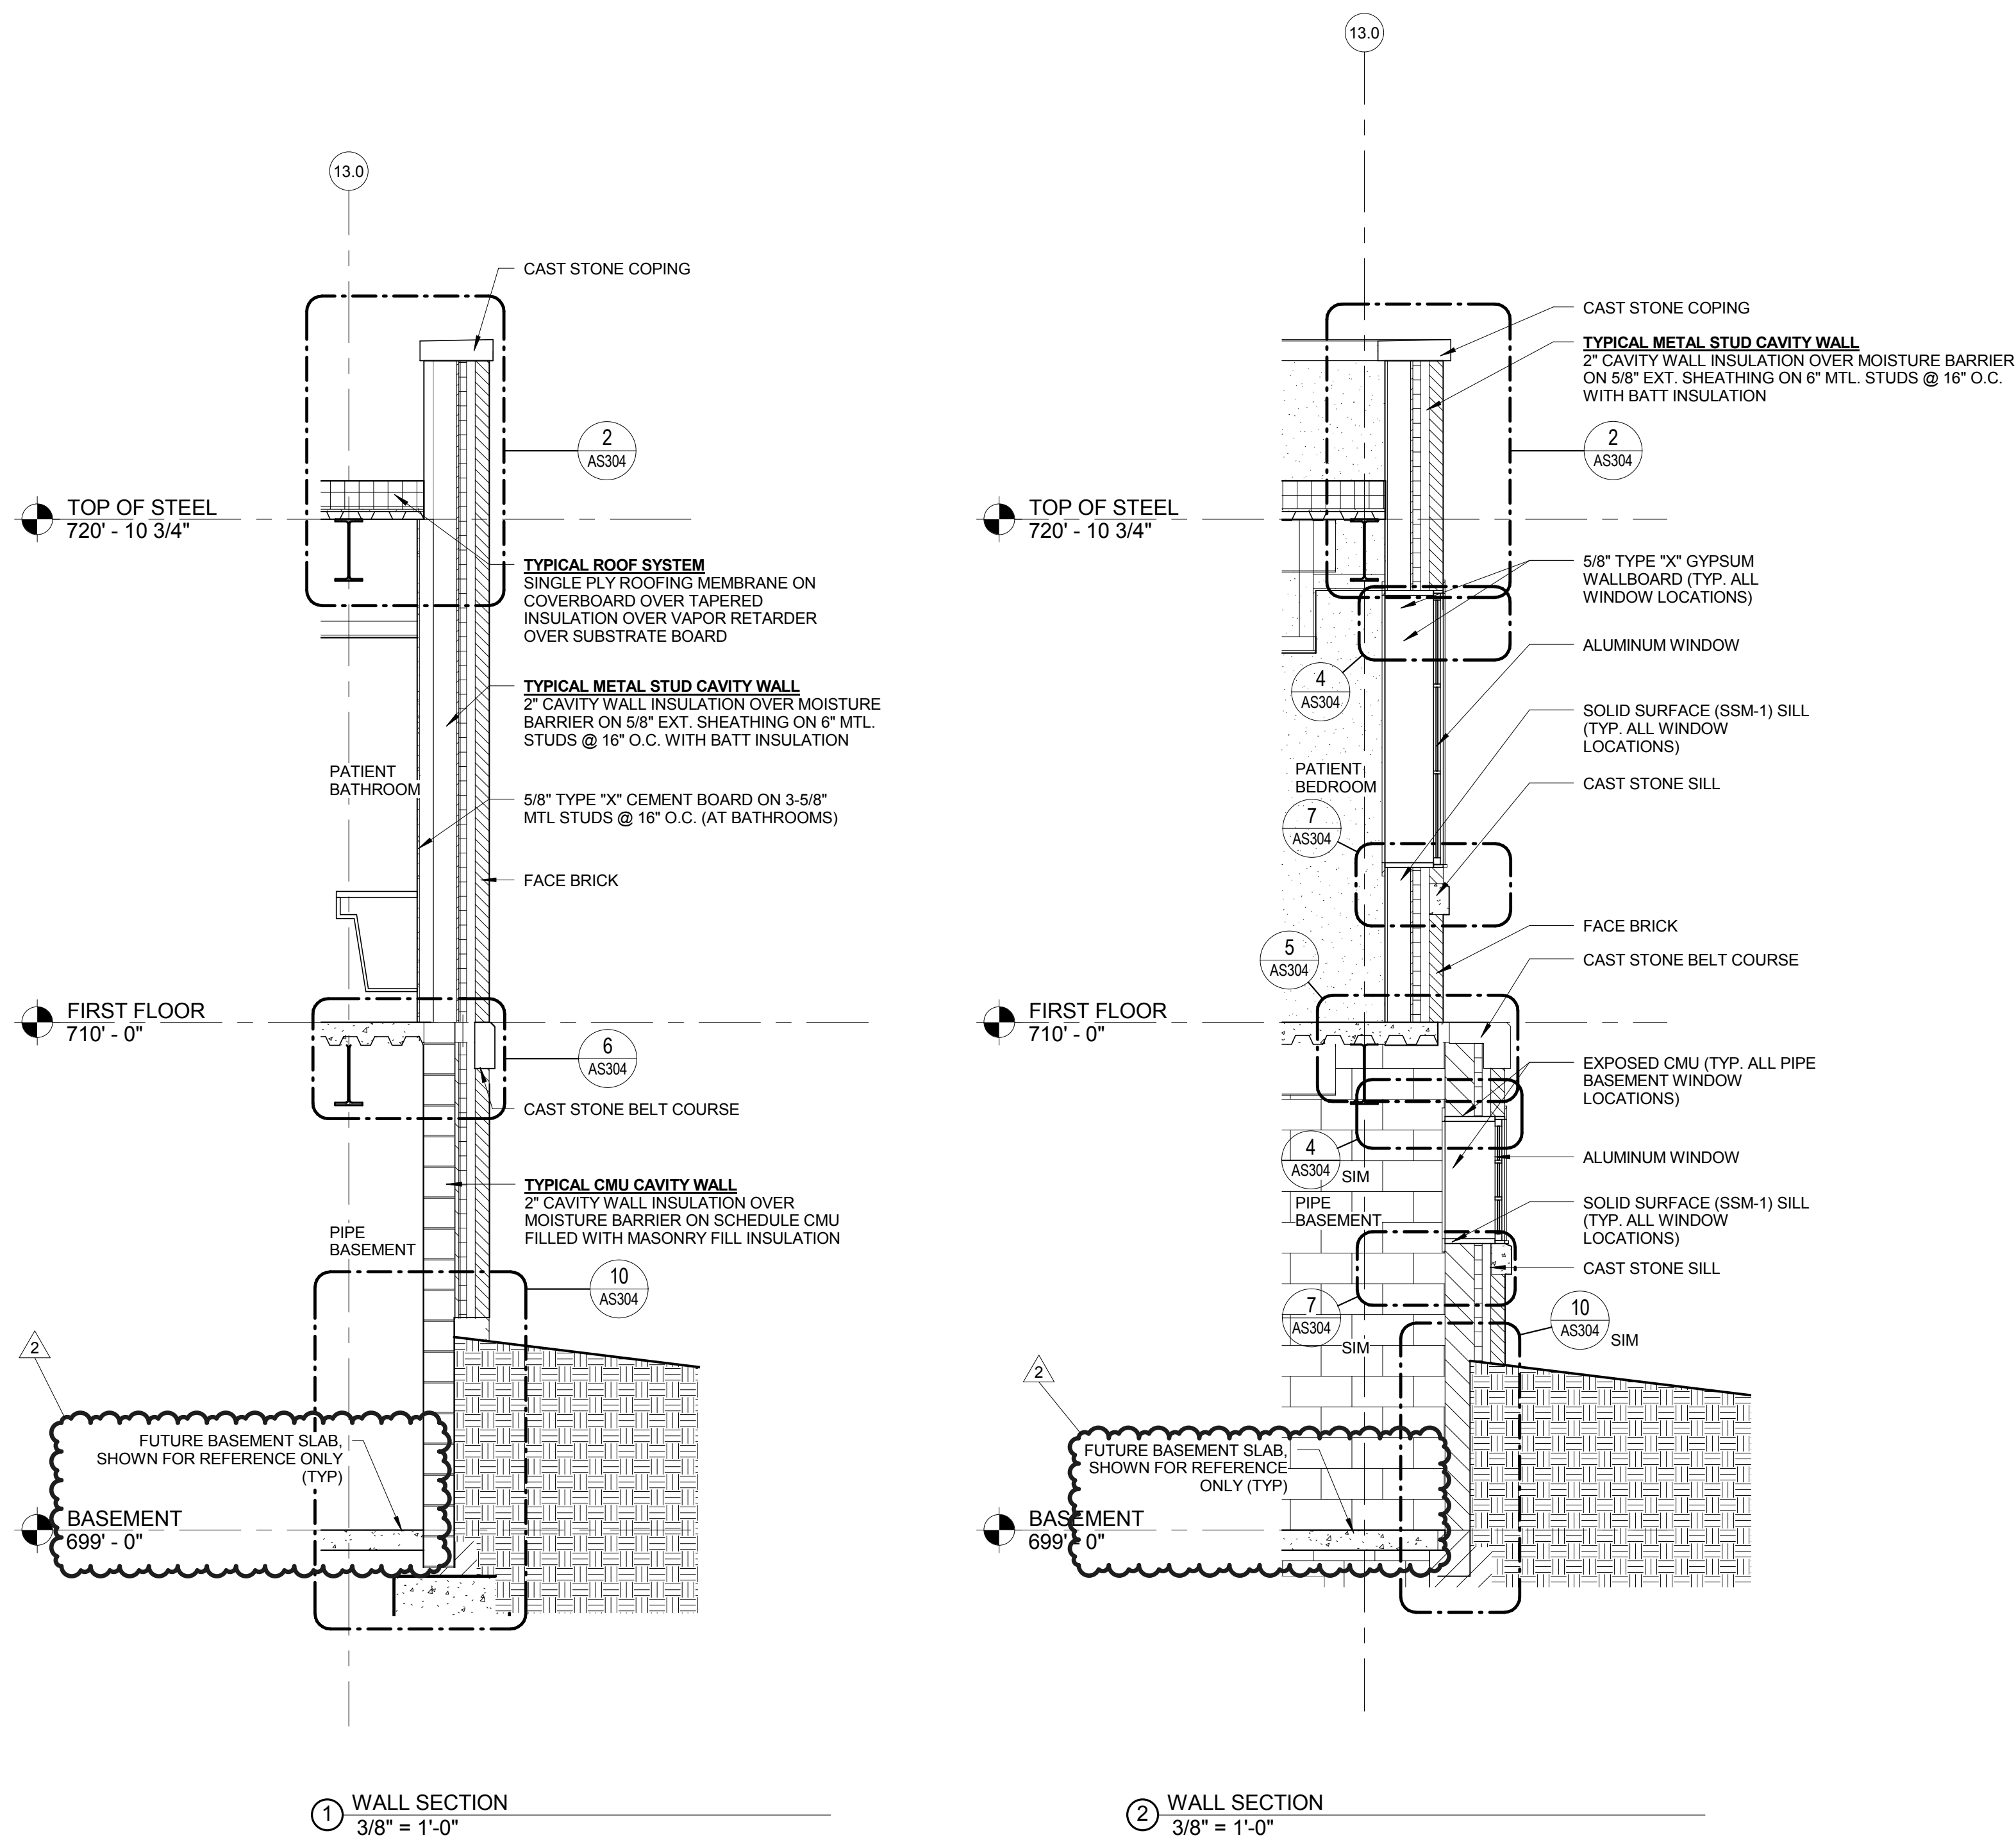 13.0
CAST STONE COPING
2
AS304
TOP OF STEEL
720' - 10 3/4"
TYPICAL ROOF SYSTEM
SINGLE PLY ROOFING MEMBRANE ON
COVERBOARD OVER TAPERED
INSULATION OVER VAPOR RETARDER
OVER SUBSTRATE BOARD
TYPICAL METAL STUD CAVITY WALL
2" CAVITY WALL INSULATION OVER MOISTURE
BARRIER ON 5/8" EXT. SHEATHING ON 6" MTL.
STUDS @ 16" O.C. WITH BATT INSULATION
PATIENT
BATHROOM
5/8" TYPE "X" CEMENT BOARD ON 3-5/8"
MTL STUDS @ 16" O.C. (AT BATHROOMS)
FACE BRICK
FIRST FLOOR
710' - 0"
6
AS304
CAST STONE BELT COURSE
TYPICAL CMU CAVITY WALL
2" CAVITY WALL INSULATION OVER
MOISTURE BARRIER ON SCHEDULE CMU
FILLED WITH MASONRY FILL INSULATION
PIPE
BASEMENT
10
AS304
2
FUTURE BASEMENT SLAB,
SHOWN FOR REFERENCE ONLY
(TYP)
BASEMENT
699' - 0"
1
WALL SECTION
3/8" = 1'-0"
13.0
CAST STONE COPING
TYPICAL METAL STUD CAVITY WALL
2" CAVITY WALL INSULATION OVER MOISTURE BARRIER
ON 5/8" EXT. SHEATHING ON 6" MTL. STUDS @ 16" O.C.
WITH BATT INSULATION
2
AS304
TOP OF STEEL
720' - 10 3/4"
5/8" TYPE "X" GYPSUM
WALLBOARD (TYP. ALL
WINDOW LOCATIONS)
ALUMINUM WINDOW
4
AS304
SOLID SURFACE (SSM-1) SILL
(TYP. ALL WINDOW
LOCATIONS)
PATIENT
BEDROOM
CAST STONE SILL
7
AS304
FACE BRICK
5
AS304
CAST STONE BELT COURSE
FIRST FLOOR
710' - 0"
EXPOSED CMU (TYP. ALL PIPE
BASEMENT WINDOW
LOCATIONS)
4
AS304
SIM
ALUMINUM WINDOW
PIPE
BASEMENT
SOLID SURFACE (SSM-1) SILL
(TYP. ALL WINDOW
LOCATIONS)
CAST STONE SILL
7
AS304
SIM
10
AS304
SIM
2
FUTURE BASEMENT SLAB,
SHOWN FOR REFERENCE
ONLY (TYP)
BASEMENT
699' - 0"
2
WALL SECTION
3/8" = 1'-0"